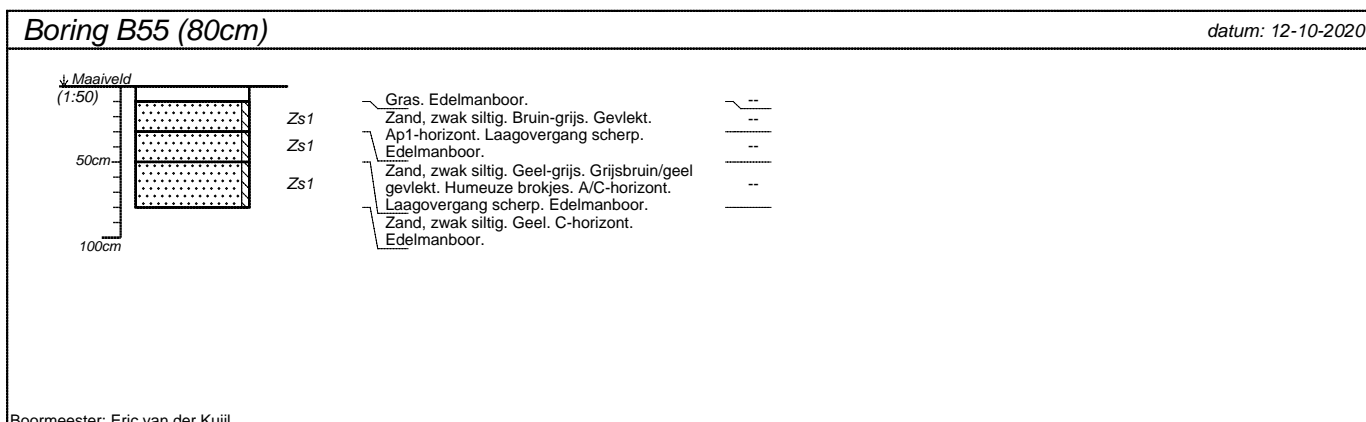 Boring B55 (80cm)
datum: 12-10-2020
Maaiveld
(1:50)
50cm
100cm
Zs1
Zs1
Zs1
Gras. Edelmanboor.
Zand, zwak siltig. Bruin-grijs. Gevlekt.
Ap1-horizont. Laagovergang scherp.
Edelmanboor.
Zand, zwak siltig. Geel-grijs. Grijsbruin/geel
gevlekt. Humeuze brokjes. A/C-horizont.
Laagovergang scherp. Edelmanboor.
Zand, zwak siltig. Geel. C-horizont.
Edelmanboor.
--
--
--
--
Boormeester: Eric van der Kuijl